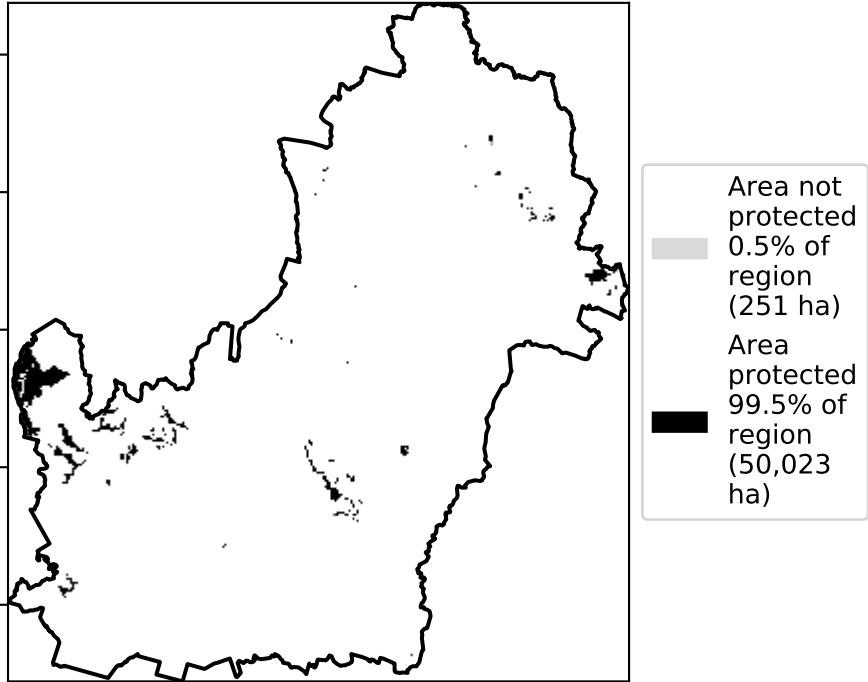 Area not
protected
0.5% of
region
(251 ha)
Area
protected
99.5% of
region
(50,023
ha)